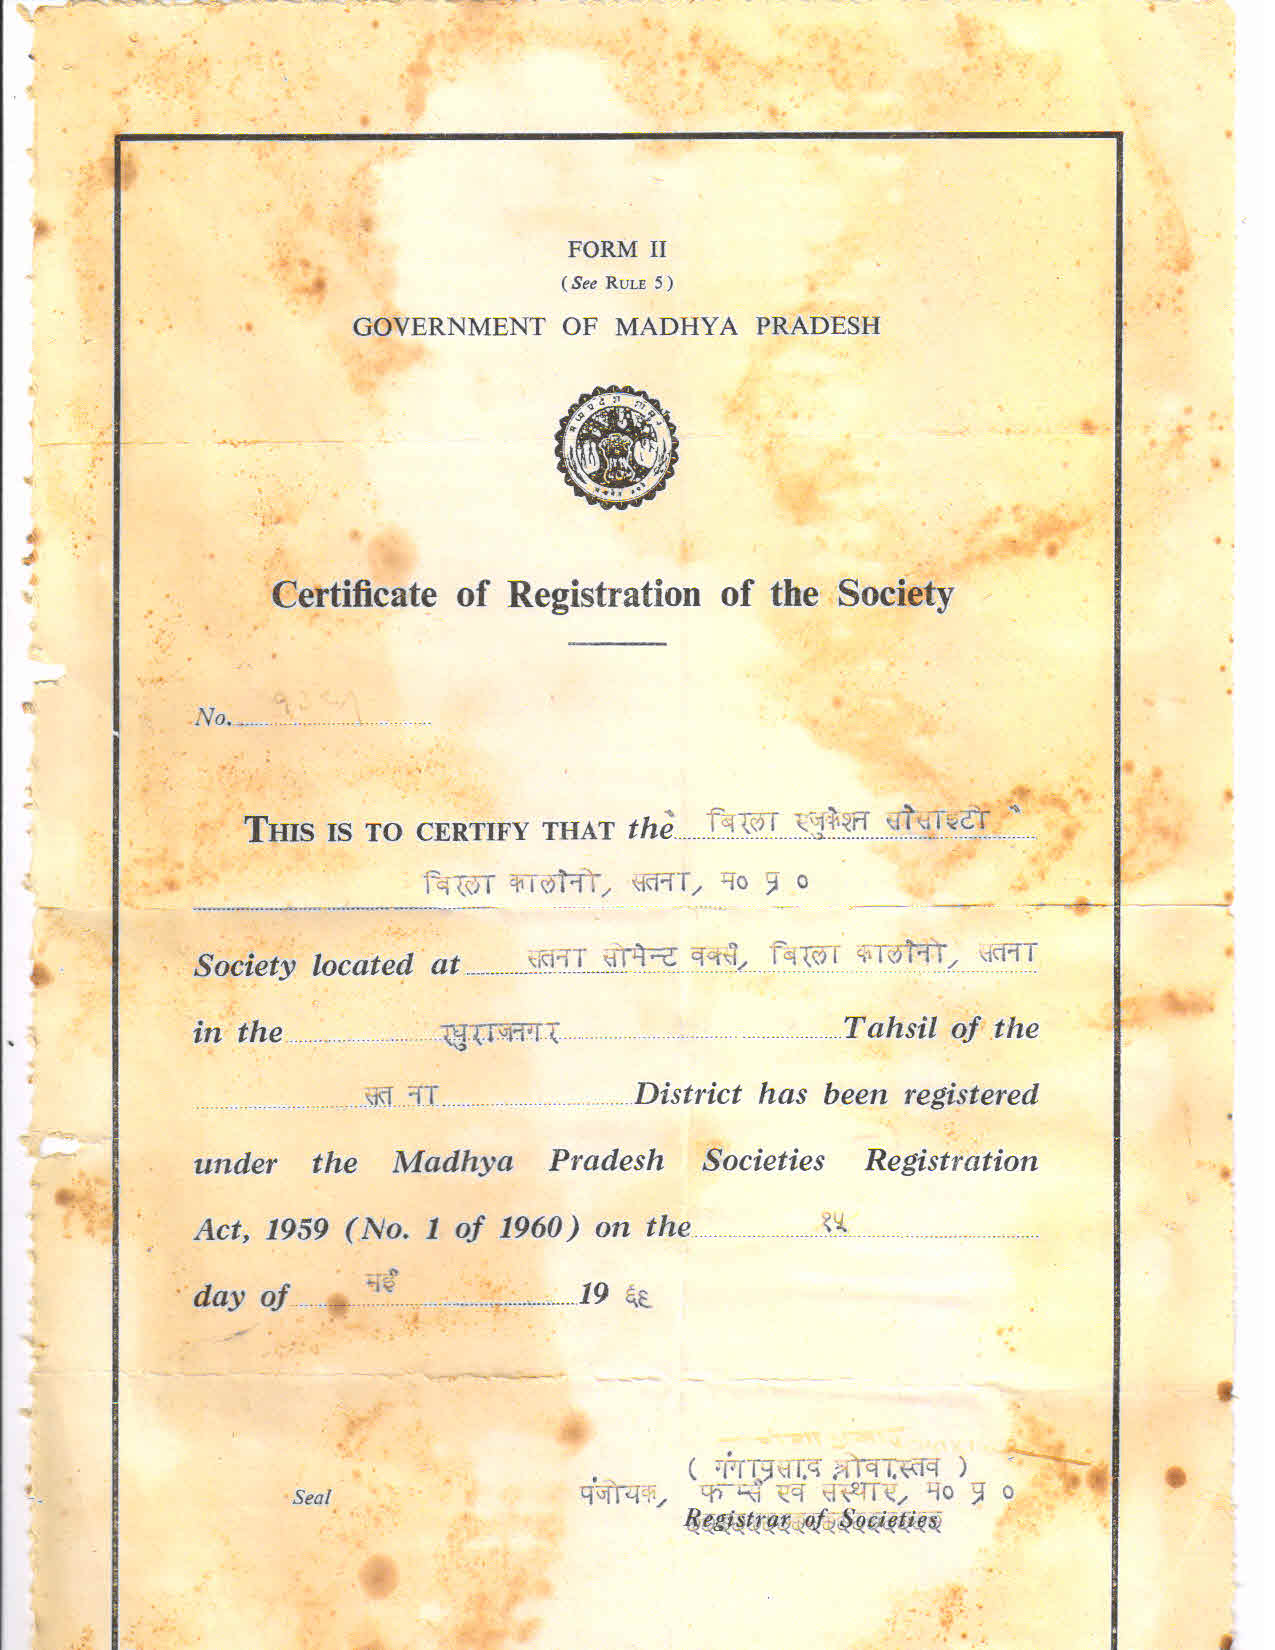 FORM II
(See RULE 5)
GOVERNMENT OF MADHYA PRADESH
Certificate of Registration of the Society
No.
THIS IS TO CERTIFY THAT the बिरला एजुकेशन सोसाइटी
बिरला कालोनी, सतना, म० प्र ०
Society located at सतना सीमेन्ट वर्क्स, बिरला कालोनी, सतना
in the रघुराजनगर Tahsil of the
सत ना District has been registered
under the Madhya Pradesh Societies Registration
Act, 1959 (No. 1 of 1960) on the १५
day of मई 19 ६९
( गंगाप्रसाद श्रीवास्तव )
Seal पंजीयक, फर्म्स एवं संस्थाएं, म० प्र ०
Registrar of Societies